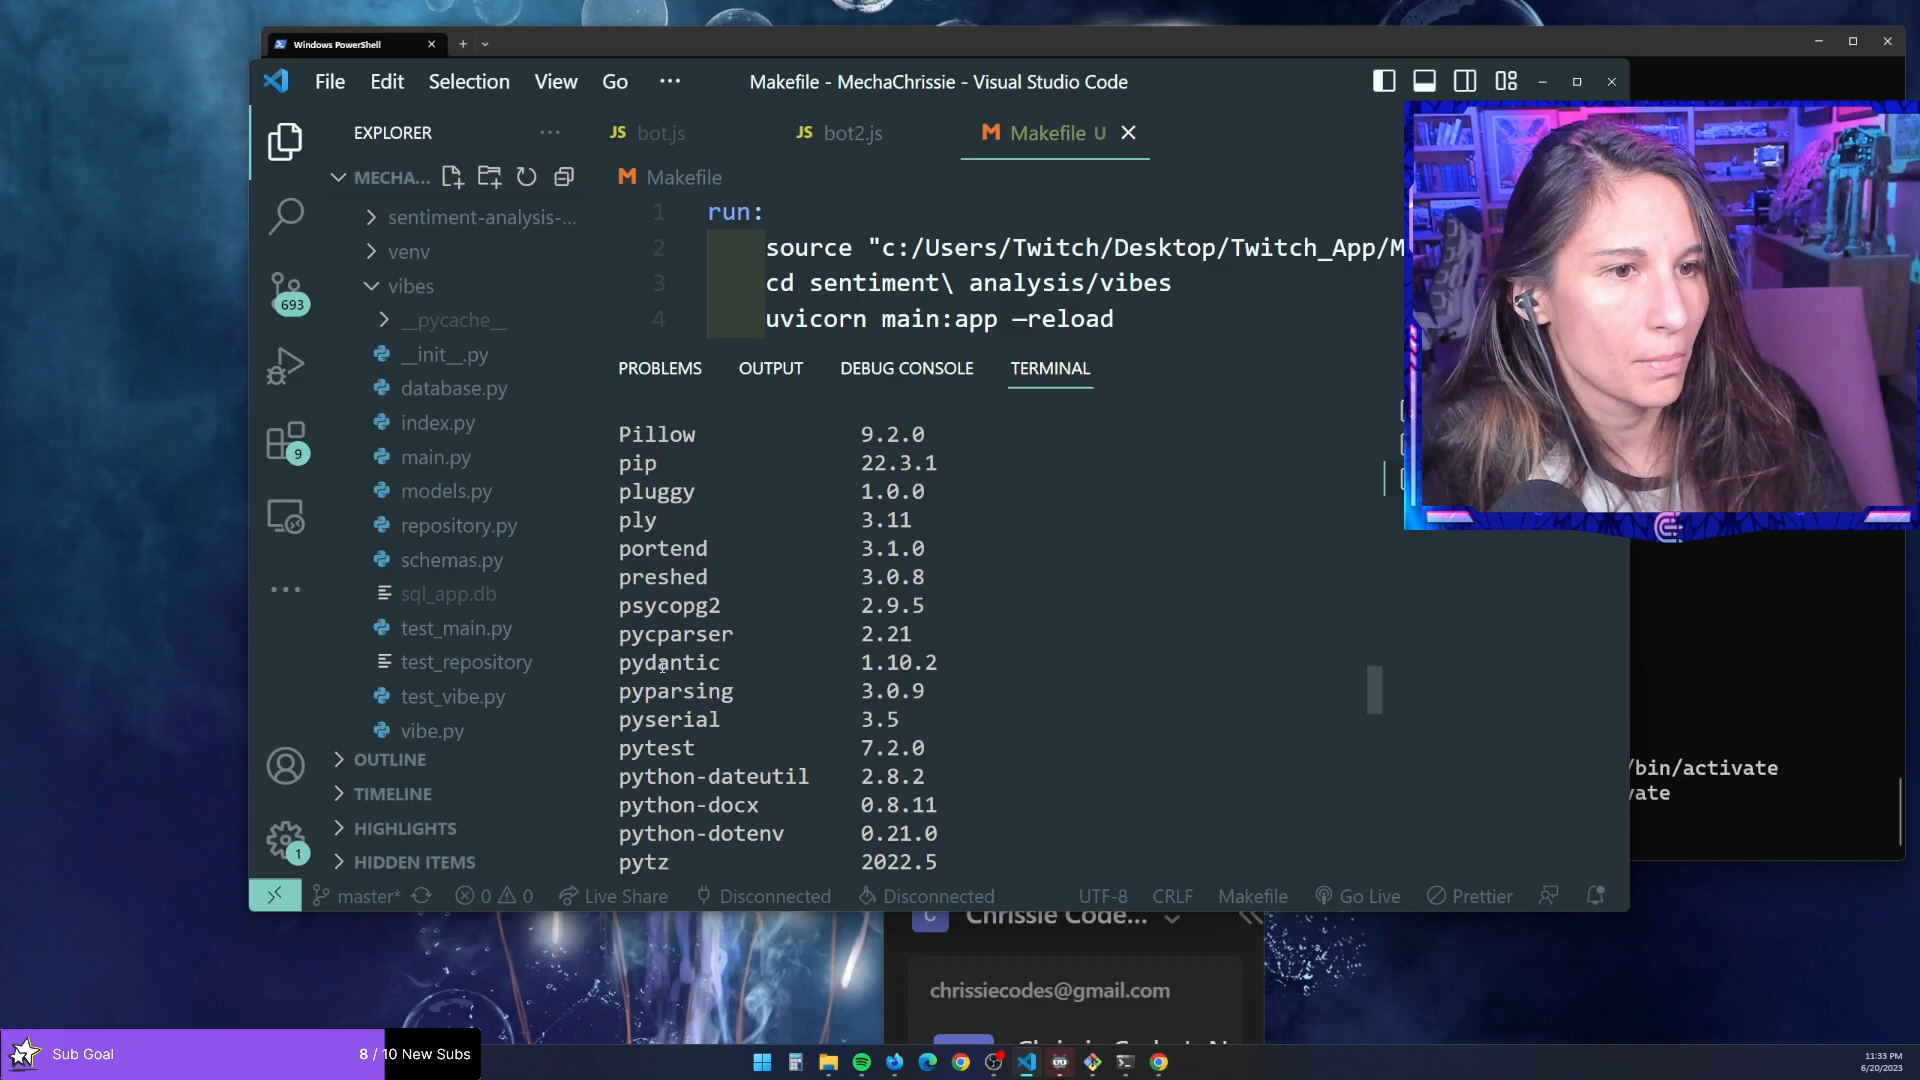 Windows PowerShell
File Edit Selection View Go ··· Makefile - MechaChrissie - Visual Studio Code
EXPLORER
JS bot.js JS bot2.js M Makefile U
MECHA...
M Makefile
sentiment-analysis-...
venv
vibes
__pycache__
__init__.py
database.py
index.py
main.py
models.py
repository.py
schemas.py
sql_app.db
test_main.py
test_repository
test_vibe.py
vibe.py
OUTLINE
TIMELINE
HIGHLIGHTS
HIDDEN ITEMS
693
9
1
1 run:
2 source "c:/Users/Twitch/Desktop/Twitch_App/M
3 cd sentiment\ analysis/vibes
4 uvicorn main:app —reload
PROBLEMS OUTPUT DEBUG CONSOLE TERMINAL
Pillow 9.2.0
pip 22.3.1
pluggy 1.0.0
ply 3.11
portend 3.1.0
preshed 3.0.8
psycopg2 2.9.5
pycparser 2.21
pydantic 1.10.2
pyparsing 3.0.9
pyserial 3.5
pytest 7.2.0
python-dateutil 2.8.2
python-docx 0.8.11
python-dotenv 0.21.0
pytz 2022.5
master* 0 0 Live Share Disconnected Disconnected UTF-8 CRLF Makefile Go Live Prettier
/bin/activate
vate
C Chrissie Code...
chrissiecodes@gmail.com
Sub Goal 8 / 10 New Subs
11:33 PM
6/20/2023